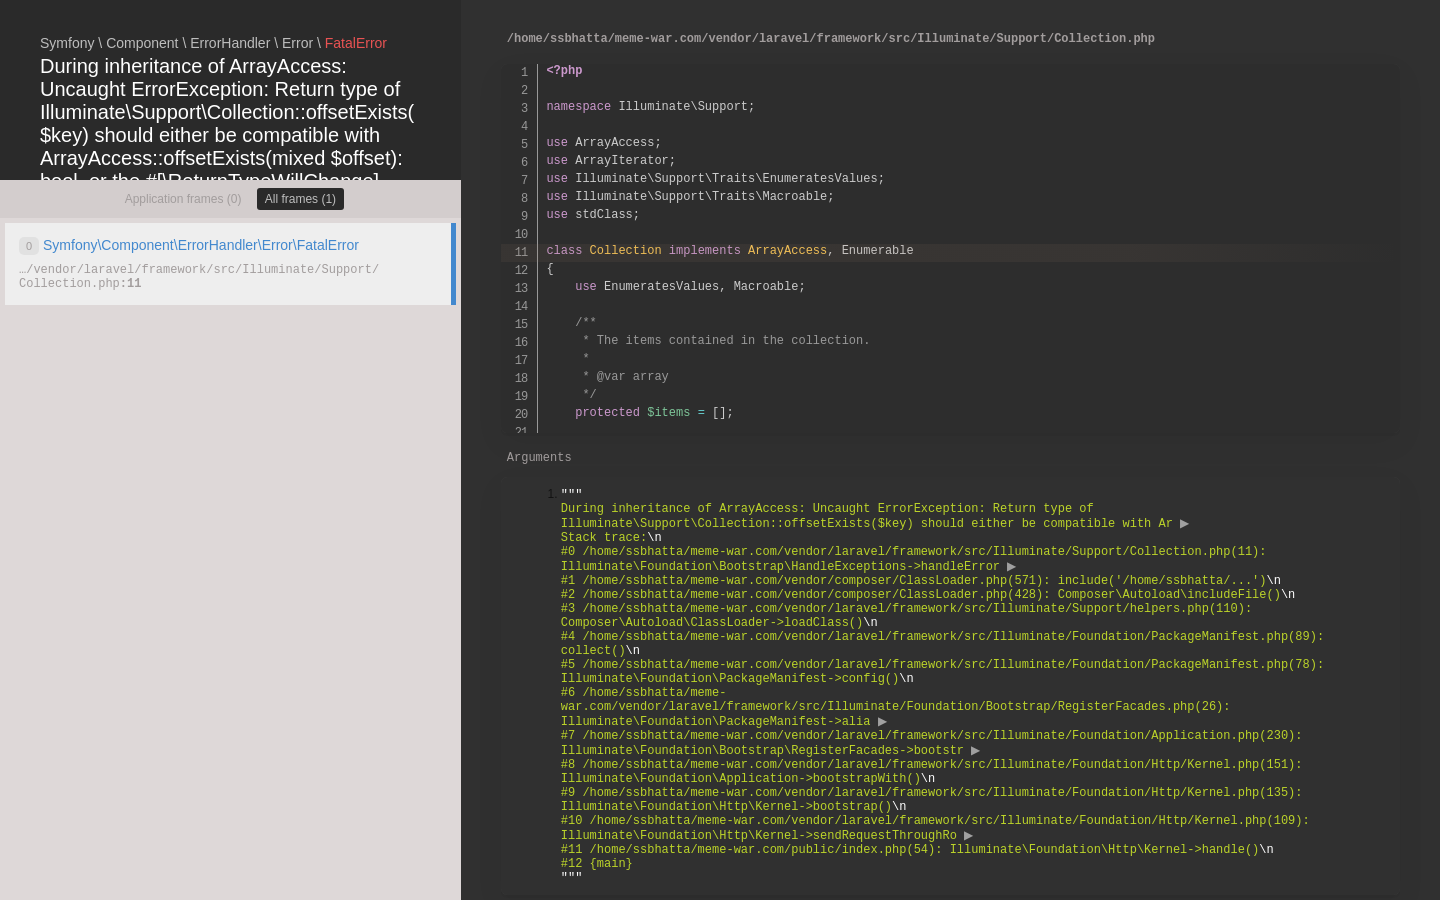 Symfony \ Component \ ErrorHandler \ Error \ FatalError
During inheritance of ArrayAccess:
Uncaught ErrorException: Return type of
Illuminate\Support\Collection::offsetExists(
$key) should either be compatible with
ArrayAccess::offsetExists(mixed $offset):
bool, or the #[\ReturnTypeWillChange]
Application frames (0) All frames (1)
0 Symfony\Component\ErrorHandler\Error\FatalError
…/vendor/laravel/framework/src/Illuminate/Support/
Collection.php:11
/home/ssbhatta/meme-war.com/vendor/laravel/framework/src/Illuminate/Support/Collection.php
1 <?php
2
3 namespace Illuminate\Support;
4
5 use ArrayAccess;
6 use ArrayIterator;
7 use Illuminate\Support\Traits\EnumeratesValues;
8 use Illuminate\Support\Traits\Macroable;
9 use stdClass;
10
11 class Collection implements ArrayAccess, Enumerable
12 {
13     use EnumeratesValues, Macroable;
14
15     /**
16      * The items contained in the collection.
17      *
18      * @var array
19      */
20     protected $items = [];
21
Arguments
1. """
During inheritance of ArrayAccess: Uncaught ErrorException: Return type of
Illuminate\Support\Collection::offsetExists($key) should either be compatible with Ar ▶
Stack trace:\n
#0 /home/ssbhatta/meme-war.com/vendor/laravel/framework/src/Illuminate/Support/Collection.php(11):
Illuminate\Foundation\Bootstrap\HandleExceptions->handleError ▶
#1 /home/ssbhatta/meme-war.com/vendor/composer/ClassLoader.php(571): include('/home/ssbhatta/...')\n
#2 /home/ssbhatta/meme-war.com/vendor/composer/ClassLoader.php(428): Composer\Autoload\includeFile()\n
#3 /home/ssbhatta/meme-war.com/vendor/laravel/framework/src/Illuminate/Support/helpers.php(110):
Composer\Autoload\ClassLoader->loadClass()\n
#4 /home/ssbhatta/meme-war.com/vendor/laravel/framework/src/Illuminate/Foundation/PackageManifest.php(89):
collect()\n
#5 /home/ssbhatta/meme-war.com/vendor/laravel/framework/src/Illuminate/Foundation/PackageManifest.php(78):
Illuminate\Foundation\PackageManifest->config()\n
#6 /home/ssbhatta/meme-
war.com/vendor/laravel/framework/src/Illuminate/Foundation/Bootstrap/RegisterFacades.php(26):
Illuminate\Foundation\PackageManifest->alia ▶
#7 /home/ssbhatta/meme-war.com/vendor/laravel/framework/src/Illuminate/Foundation/Application.php(230):
Illuminate\Foundation\Bootstrap\RegisterFacades->bootstr ▶
#8 /home/ssbhatta/meme-war.com/vendor/laravel/framework/src/Illuminate/Foundation/Http/Kernel.php(151):
Illuminate\Foundation\Application->bootstrapWith()\n
#9 /home/ssbhatta/meme-war.com/vendor/laravel/framework/src/Illuminate/Foundation/Http/Kernel.php(135):
Illuminate\Foundation\Http\Kernel->bootstrap()\n
#10 /home/ssbhatta/meme-war.com/vendor/laravel/framework/src/Illuminate/Foundation/Http/Kernel.php(109):
Illuminate\Foundation\Http\Kernel->sendRequestThroughRo ▶
#11 /home/ssbhatta/meme-war.com/public/index.php(54): Illuminate\Foundation\Http\Kernel->handle()\n
#12 {main}
"""